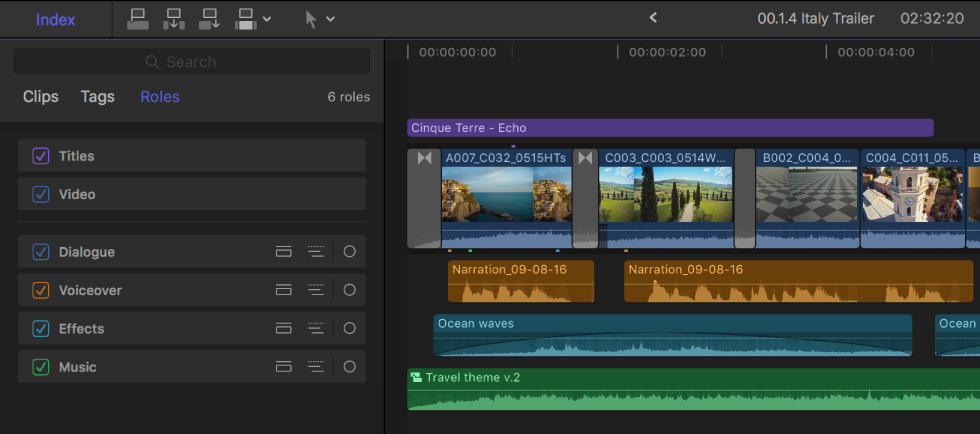 Index
00.1.4 Italy Trailer
02:32:20
Search
Clips
Tags
Roles
6 roles
Titles
Video
Dialogue
Voiceover
Effects
Music
00:00:00:00
00:00:02:00
00:00:04:00
Cinque Terre - Echo
A007_C032_0515HTs
C003_C003_0514W...
B002_C004_0...
C004_C011_05...
B
Narration_09-08-16
Narration_09-08-16
Ocean waves
Ocean
Travel theme v.2